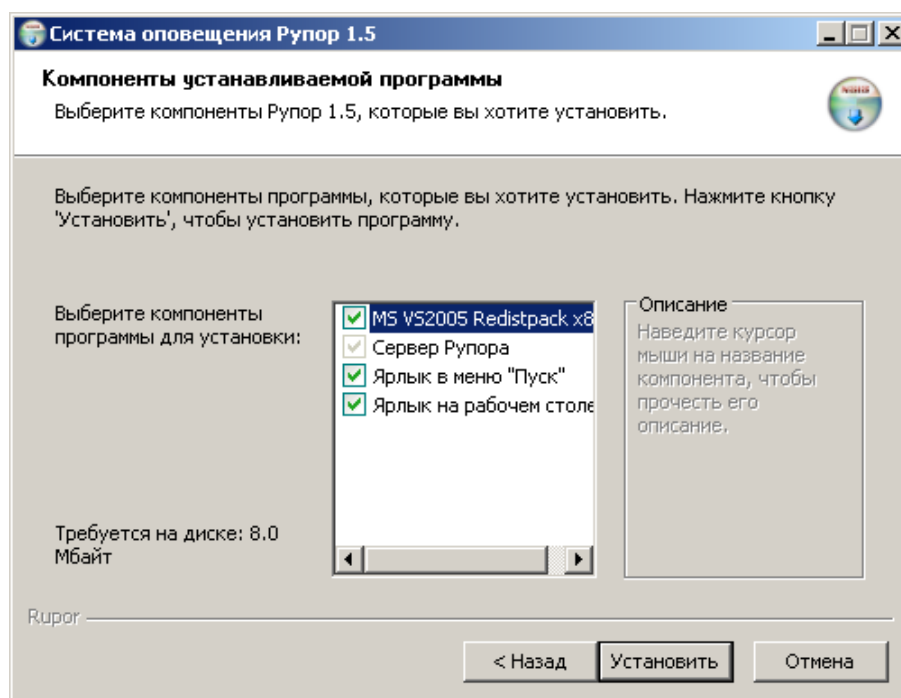 Система оповещения Рупор 1.5
Компоненты устанавливаемой программы
Выберите компоненты Рупор 1.5, которые вы хотите установить.
Выберите компоненты программы, которые вы хотите установить. Нажмите кнопку
'Установить', чтобы установить программу.
Выберите компоненты
программы для установки:
MS VS2005 Redistpack x8
Сервер Рупора
Ярлык в меню "Пуск"
Ярлык на рабочем столе
Описание
Наведите курсор
мыши на название
компонента, чтобы
прочесть его
описание.
Требуется на диске: 8.0
Мбайт
Rupor
< Назад
Установить
Отмена